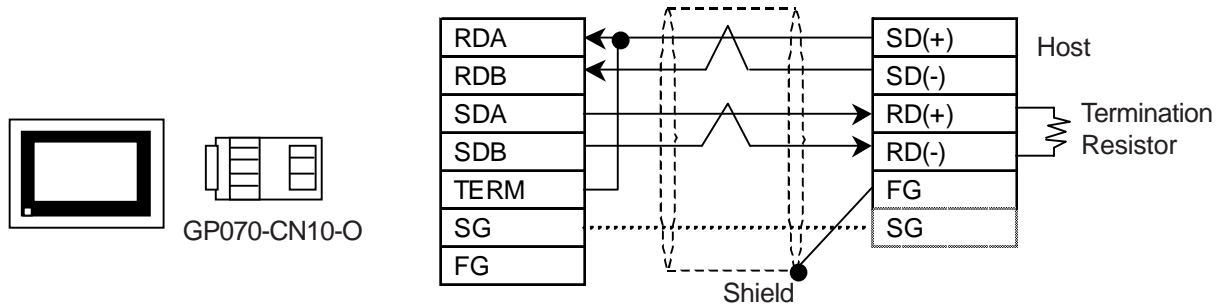 GP070-CN10-O
RDA
RDB
SDA
SDB
TERM
SG
FG
SD(+)
SD(-)
RD(+)
RD(-)
FG
SG
Host
Termination
Resistor
Shield